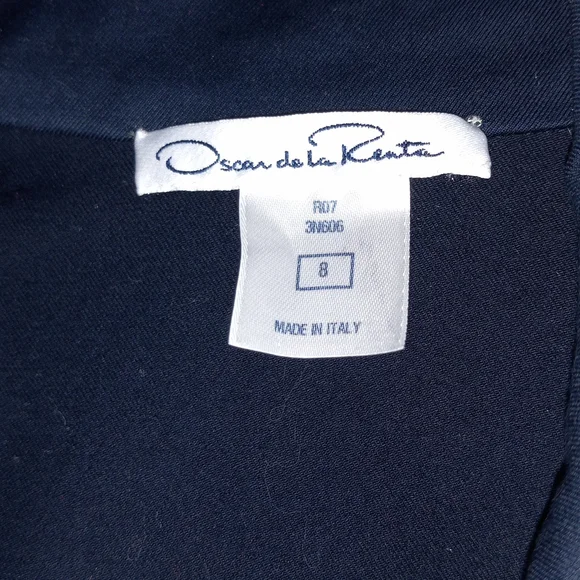 Oscar de la Renta
R07
3N606
8
MADE IN ITALY